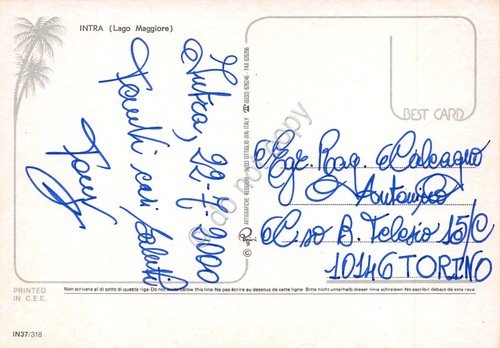 INTRA (Lago Maggiore)
Intra, 22-7-2000
Tanti cari saluti
BEST CARD
Egr. Rag. Calcagno
Antonino
C.so B. Telesio 15/C
10146 TORINO
PRINTED
IN C.E.E.
Non scrivere al di sotto di questa riga-Do not write below this line-Ne pas écrire au dessous de cette ligne-Bitte nicht unterhalb dieser linie schreiben-No escribir debajo de esta raya
IN37/318